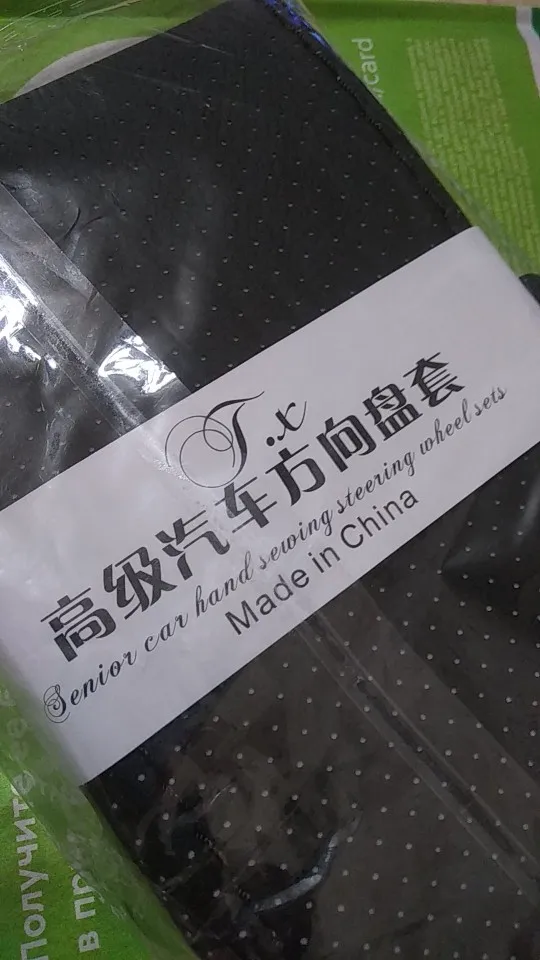 T..x
高级汽车方向盘套
Senior car hand sewing steering wheel sets
Made in China
card
Получите
в пр